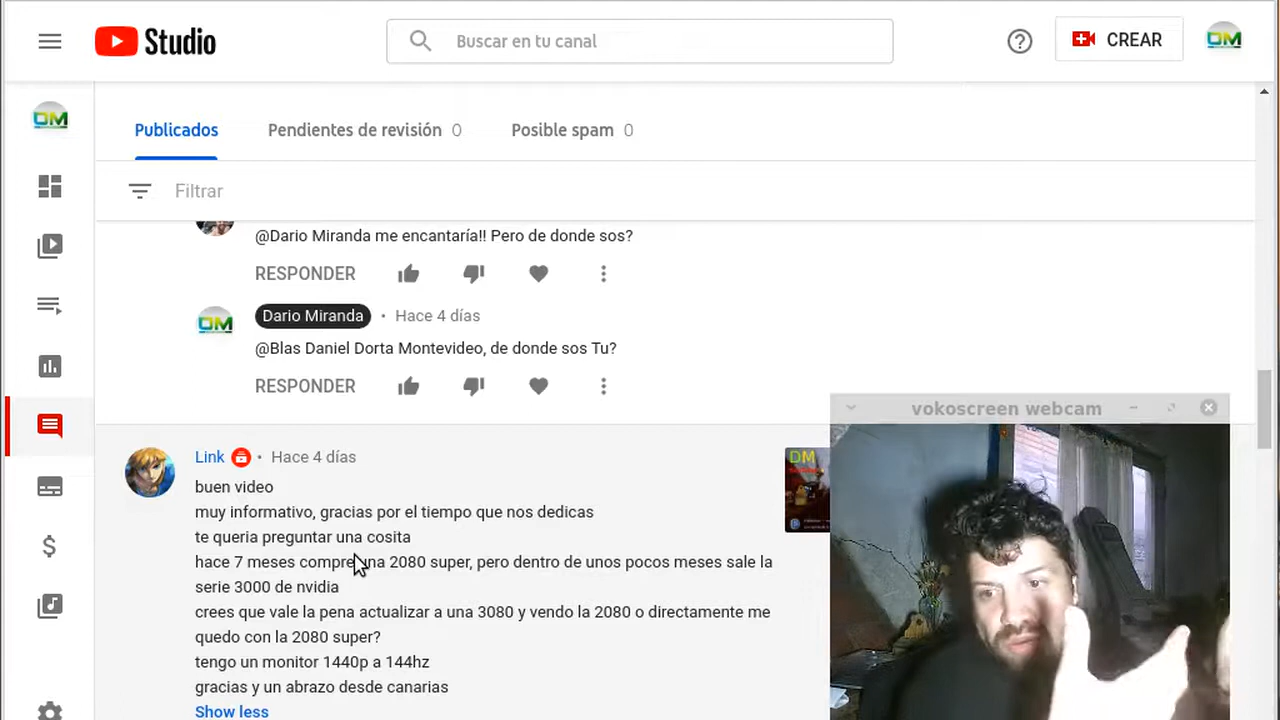 Studio
Buscar en tu canal
CREAR
DM
DM
Publicados
Pendientes de revisión 0
Posible spam 0
Filtrar
@Dario Miranda me encantaría!! Pero de donde sos?
RESPONDER
DM
Dario Miranda • Hace 4 días
@Blas Daniel Dorta Montevideo, de donde sos Tu?
RESPONDER
vokoscreen webcam
Link • Hace 4 días
DM
buen video
muy informativo, gracias por el tiempo que nos dedicas
te queria preguntar una cosita
hace 7 meses compre una 2080 super, pero dentro de unos pocos meses sale la
serie 3000 de nvidia
crees que vale la pena actualizar a una 3080 y vendo la 2080 o directamente me
quedo con la 2080 super?
tengo un monitor 1440p a 144hz
gracias y un abrazo desde canarias
Show less